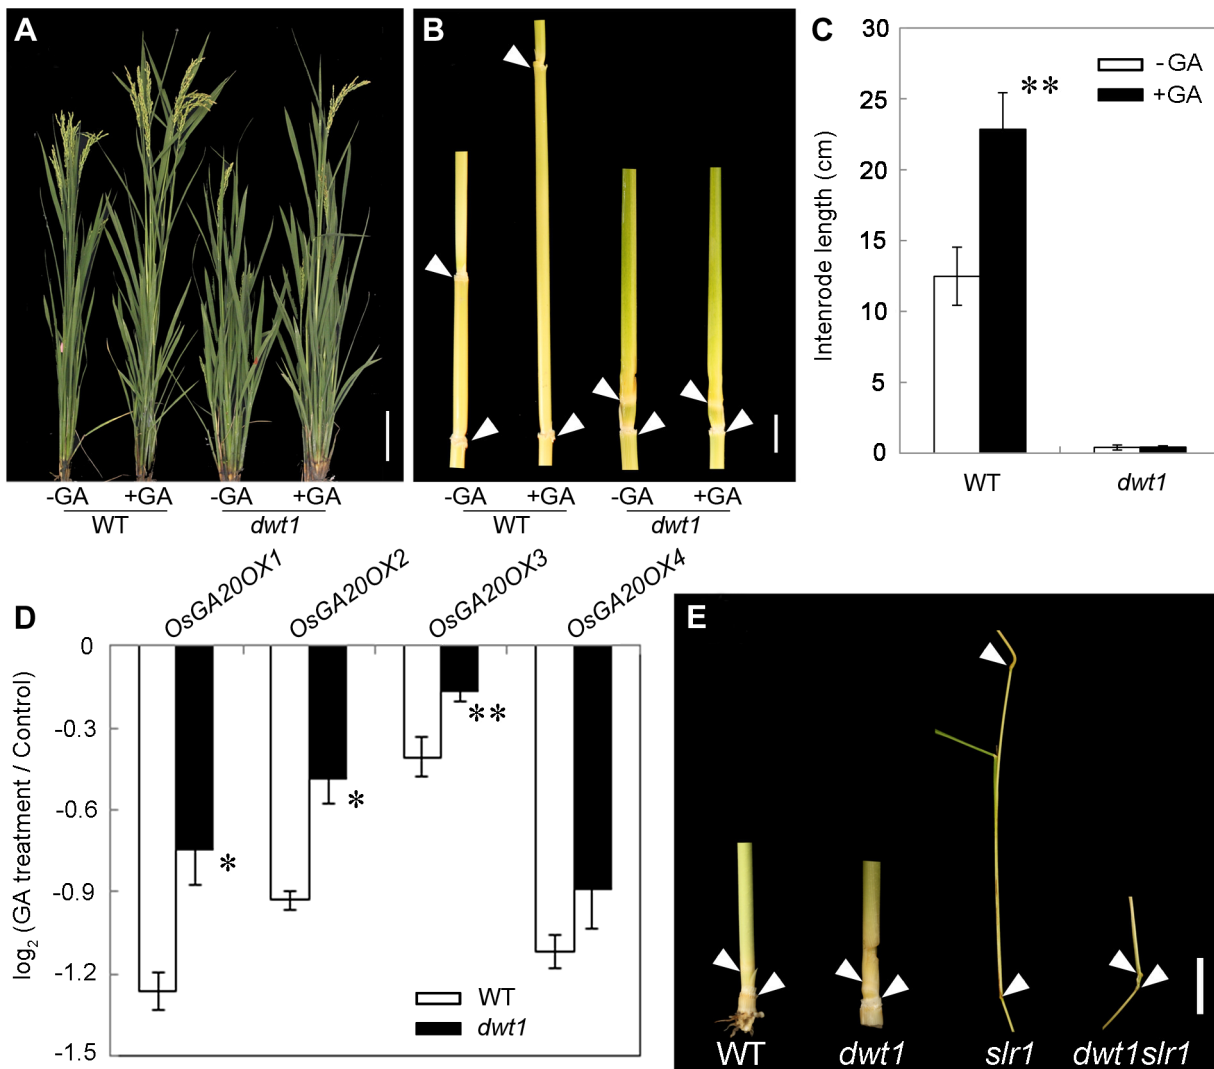 A
-GA +GA -GA +GA
WT dwt1
B
-GA +GA -GA +GA
WT dwt1
C
30
25
20
15
10
5
0
Intenrode length (cm)
-GA
+GA
**
WT dwt1
D
OsGA20OX1 OsGA20OX2 OsGA20OX3 OsGA20OX4
0
-0.3
-0.6
-0.9
-1.2
-1.5
log₂ (GA treatment / Control)
*
*
**
WT
dwt1
E
WT dwt1 slr1 dwt1slr1